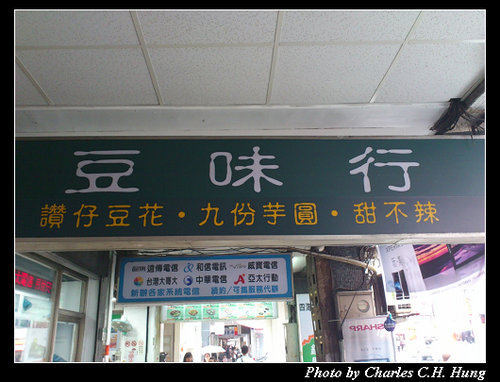 豆味行
讚仔豆花·九份芋圓·甜不辣
遠傳電信 & 和信電訊 威寶電信
台灣大哥大 中華電信 A 亞太行動
新辦各家系統電信 續約/可攜服務代辦
SHARP
Photo by Charles C.H. Hung